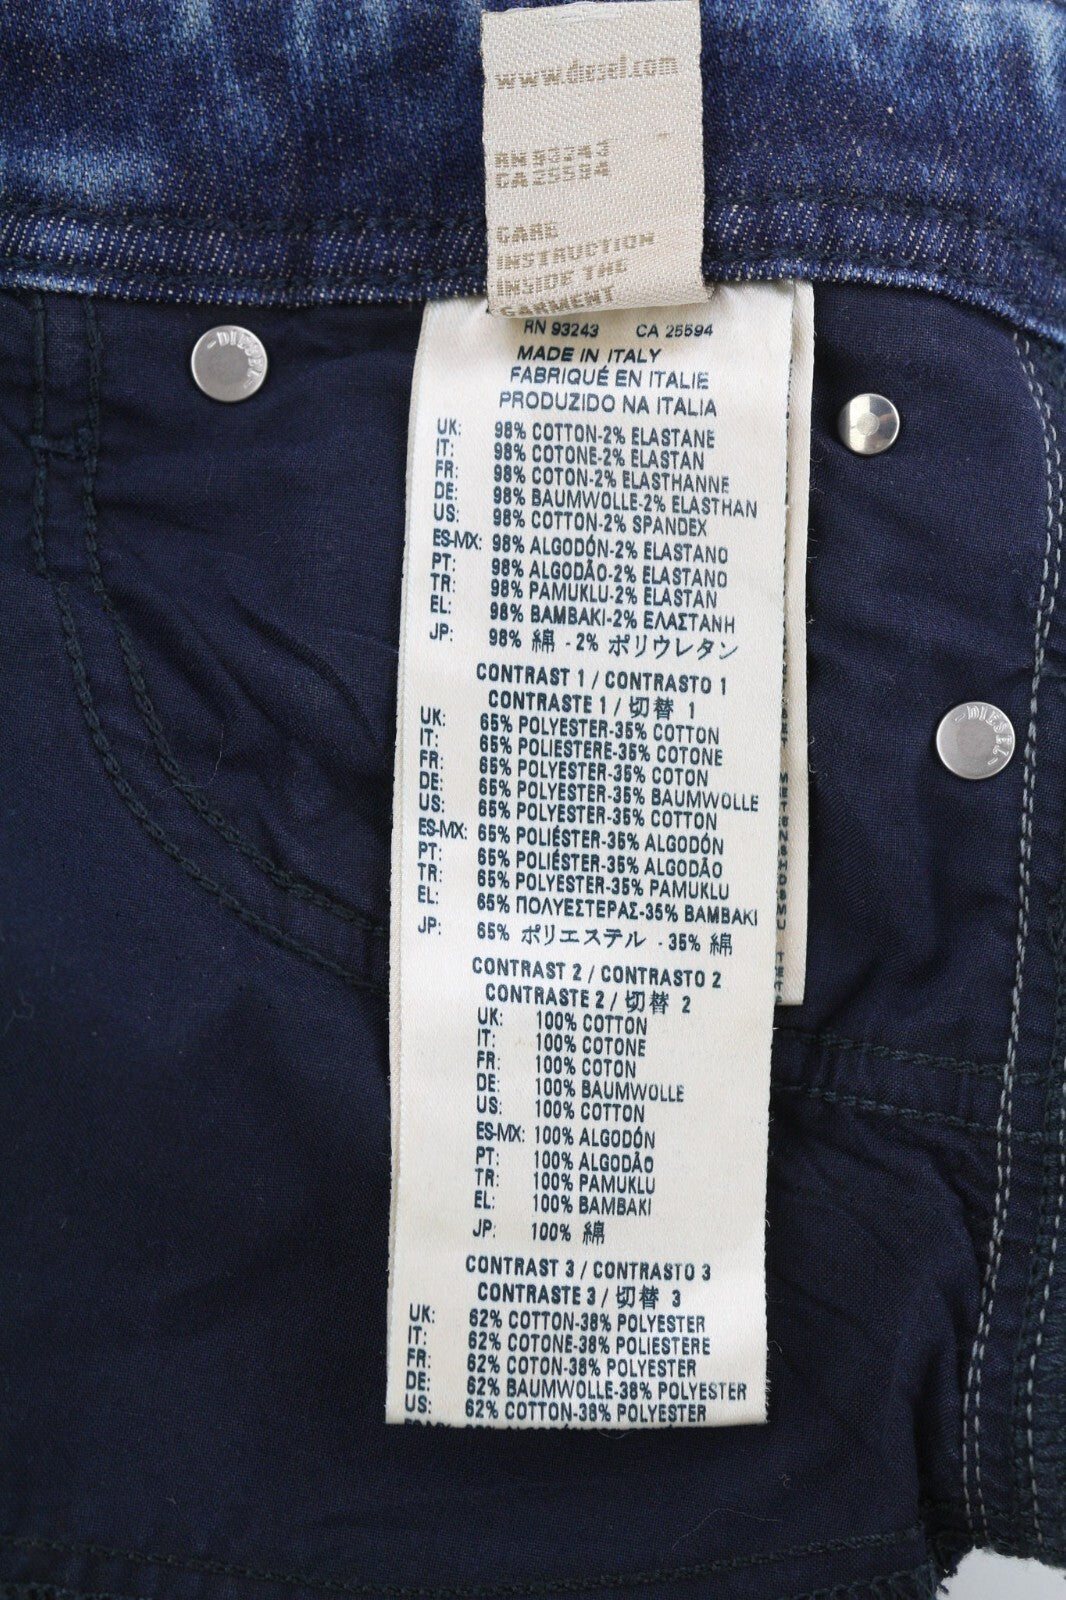 www.diesel.com
RN 93243
CA 25594
CARE
INSTRUCTION
INSIDE THE
GARMENT
RN 93243 CA 25594
MADE IN ITALY
FABRIQUÉ EN ITALIE
PRODUZIDO NA ITALIA
UK: 98% COTTON-2% ELASTANE
IT: 98% COTONE-2% ELASTAN
FR: 98% COTON-2% ELASTHANNE
DE: 98% BAUMWOLLE-2% ELASTHAN
US: 98% COTTON-2% SPANDEX
ES-MX: 98% ALGODÓN-2% ELASTANO
PT: 98% ALGODÃO-2% ELASTANO
TR: 98% PAMUKLU-2% ELASTAN
EL: 98% ΒΑΜΒΑΚΙ-2% ΕΛΑΣΤΑΝΗ
JP: 98% 綿 - 2% ポリウレタン
CONTRAST 1 / CONTRASTO 1
CONTRASTE 1 / 切替 1
UK: 65% POLYESTER-35% COTTON
IT: 65% POLIESTERE-35% COTONE
FR: 65% POLYESTER-35% COTON
DE: 65% POLYESTER-35% BAUMWOLLE
US: 65% POLYESTER-35% COTTON
ES-MX: 65% POLIÉSTER-35% ALGODÓN
PT: 65% POLIÉSTER-35% ALGODÃO
TR: 65% POLYESTER-35% PAMUKLU
EL: 65% ΠΟΛΥΕΣΤΕΡΑΣ-35% ΒΑΜΒΑΚΙ
JP: 65% ポリエステル - 35% 綿
CONTRAST 2 / CONTRASTO 2
CONTRASTE 2 / 切替 2
UK: 100% COTTON
IT: 100% COTONE
FR: 100% COTON
DE: 100% BAUMWOLLE
US: 100% COTTON
ES-MX: 100% ALGODÓN
PT: 100% ALGODÃO
TR: 100% PAMUKLU
EL: 100% ΒΑΜΒΑΚΙ
JP: 100% 綿
CONTRAST 3 / CONTRASTO 3
CONTRASTE 3 / 切替 3
UK: 62% COTTON-38% POLYESTER
IT: 62% COTONE-38% POLIESTERE
FR: 62% COTON-38% POLYESTER
DE: 62% BAUMWOLLE-38% POLYESTER
US: 62% COTTON-38% POLYESTER
-DIESEL-
-DIESEL-